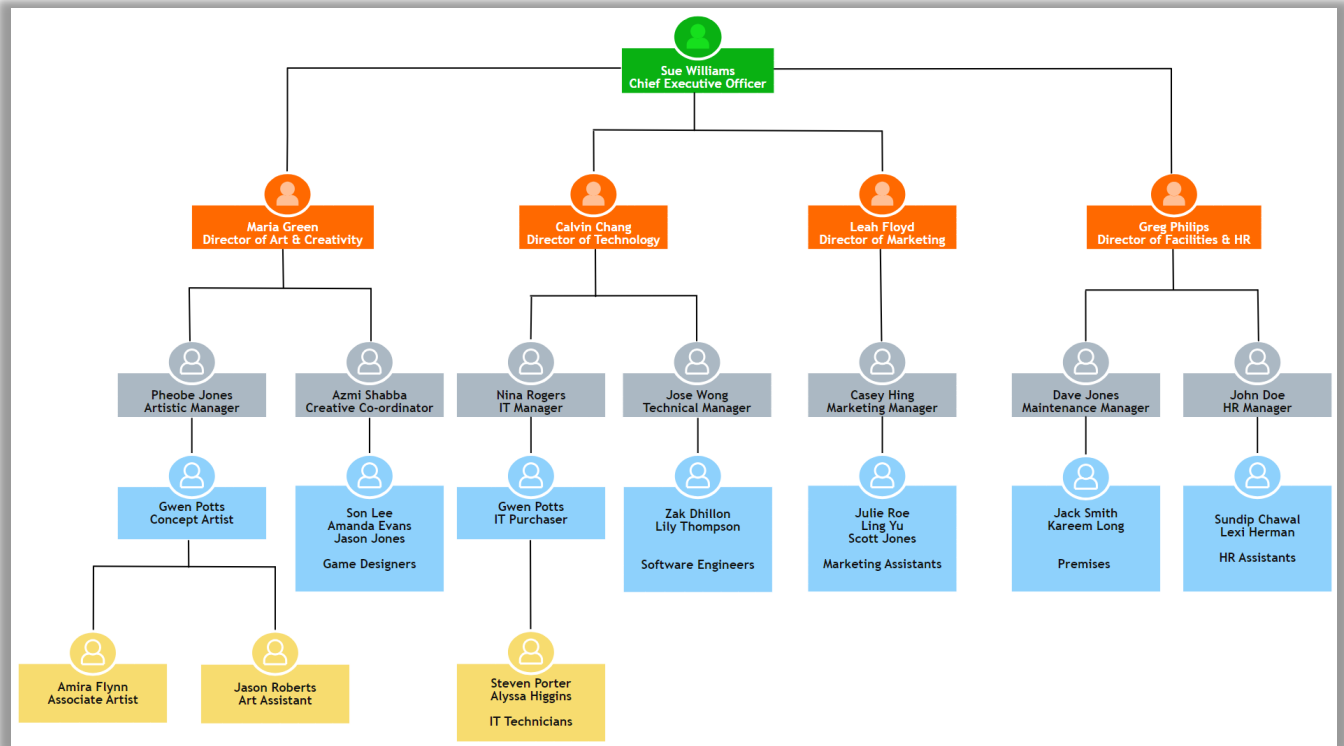 Sue Williams
Chief Executive Officer
Maria Green
Director of Art & Creativity
Calvin Chang
Director of Technology
Leah Floyd
Director of Marketing
Greg Philips
Director of Facilities & HR
Pheobe Jones
Artistic Manager
Azmi Shabba
Creative Co-ordinator
Nina Rogers
IT Manager
Jose Wong
Technical Manager
Casey Hing
Marketing Manager
Dave Jones
Maintenance Manager
John Doe
HR Manager
Gwen Potts
Concept Artist
Son Lee
Amanda Evans
Jason Jones
Game Designers
Gwen Potts
IT Purchaser
Zak Dhillon
Lily Thompson
Software Engineers
Julie Roe
Ling Yu
Scott Jones
Marketing Assistants
Jack Smith
Kareem Long
Premises
Sundip Chawal
Lexi Herman
HR Assistants
Amira Flynn
Associate Artist
Jason Roberts
Art Assistant
Steven Porter
Alyssa Higgins
IT Technicians